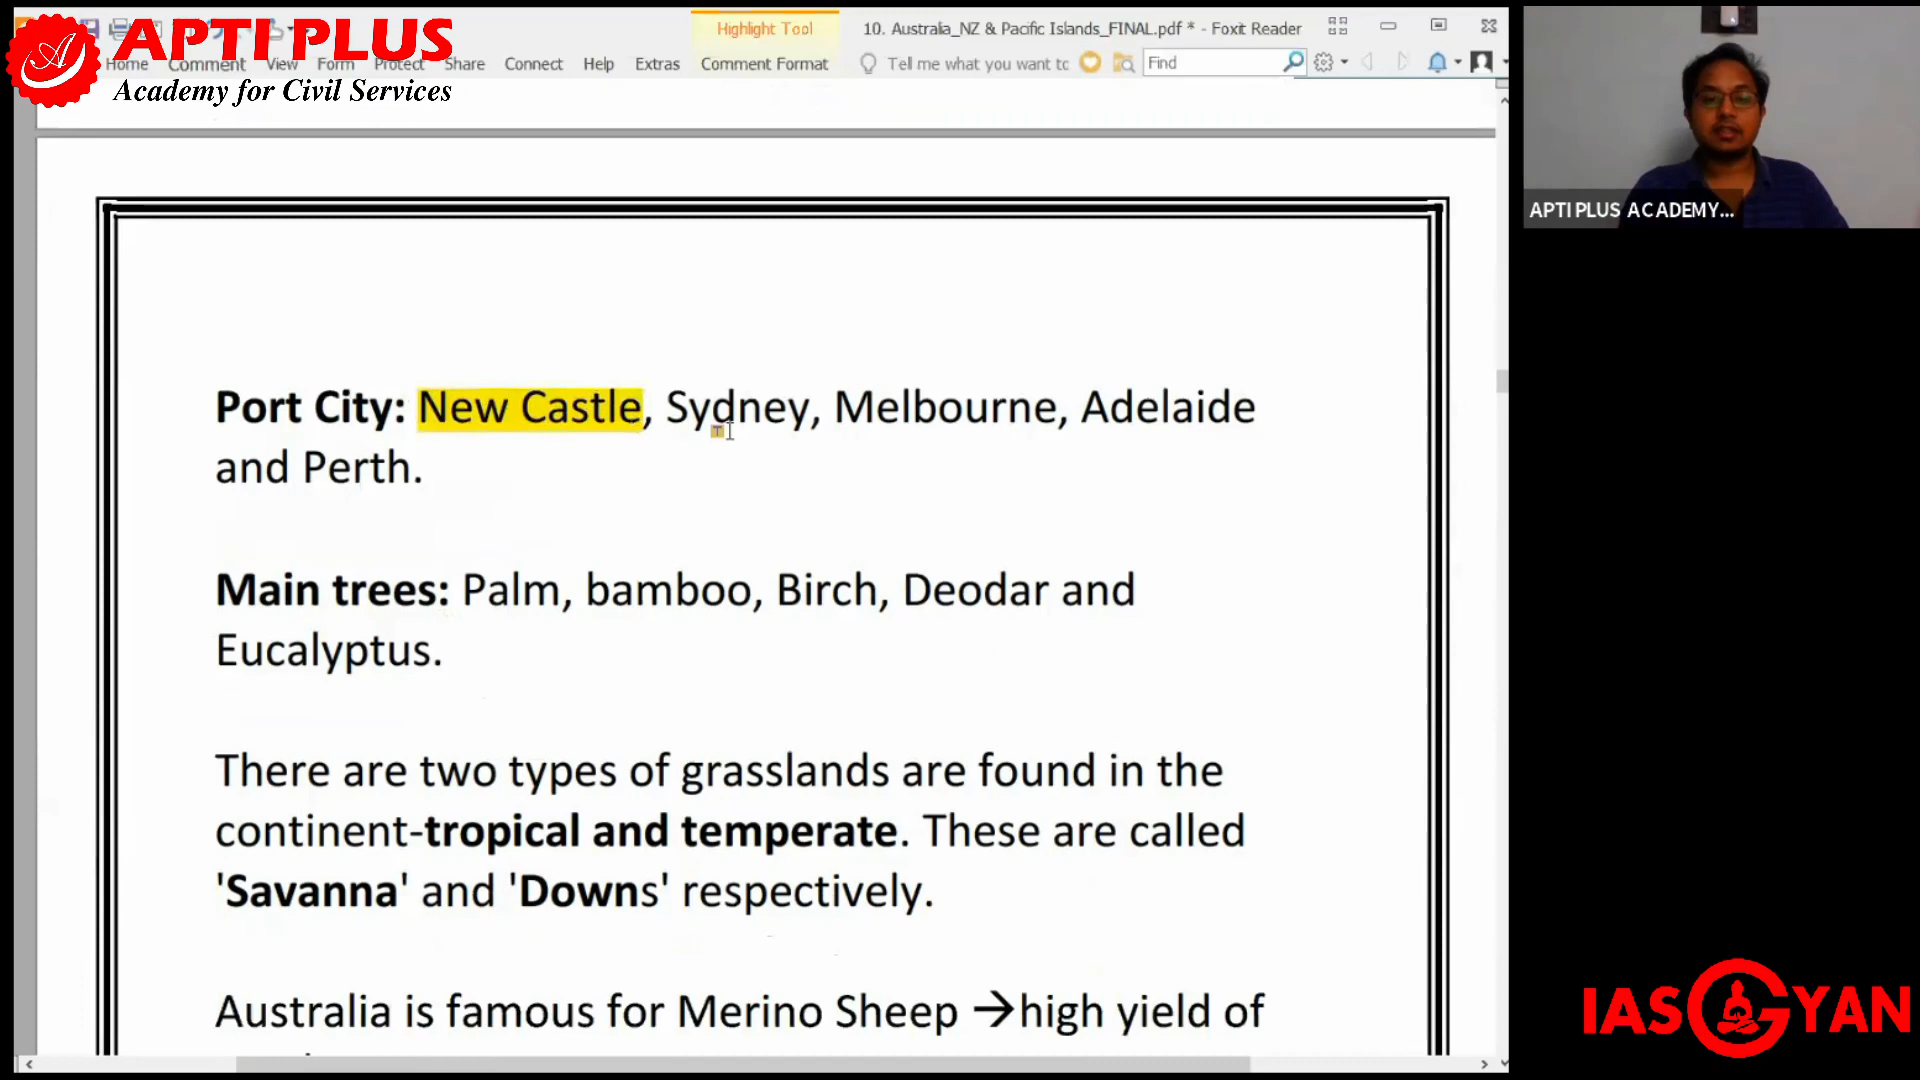 APTI PLUS
Academy for Civil Services
Highlight Tool
10. Australia_NZ & Pacific Islands_FINAL.pdf * - Foxit Reader
Home Comment View Form Protect Share Connect Help Extras Comment Format Tell me what you want to Find
APTI PLUS ACADEMY...
Port City: New Castle, Sydney, Melbourne, Adelaide
and Perth.
Main trees: Palm, bamboo, Birch, Deodar and
Eucalyptus.
There are two types of grasslands are found in the
continent-tropical and temperate. These are called
'Savanna' and 'Downs' respectively.
Australia is famous for Merino Sheep →high yield of
IAS GYAN